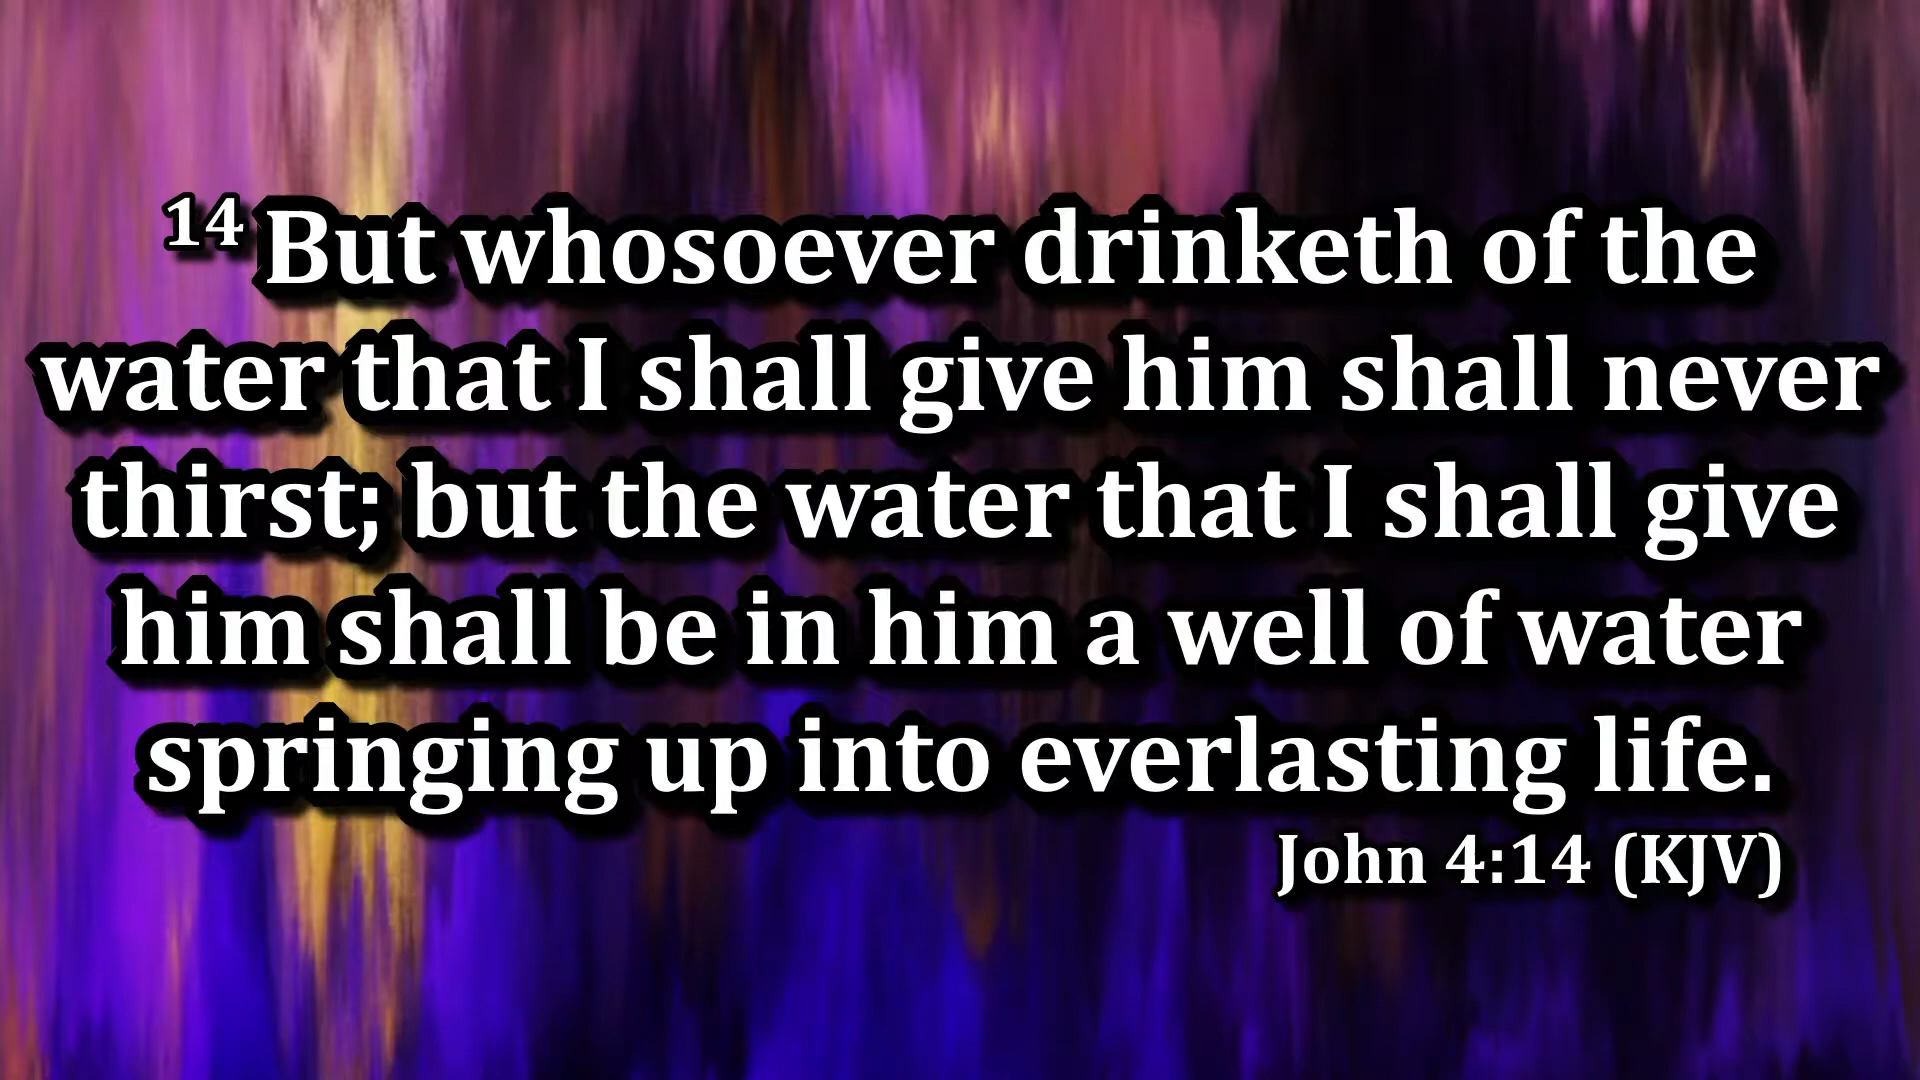 14 But whosoever drinketh of the
water that I shall give him shall never
thirst; but the water that I shall give
him shall be in him a well of water
springing up into everlasting life.
John 4:14 (KJV)